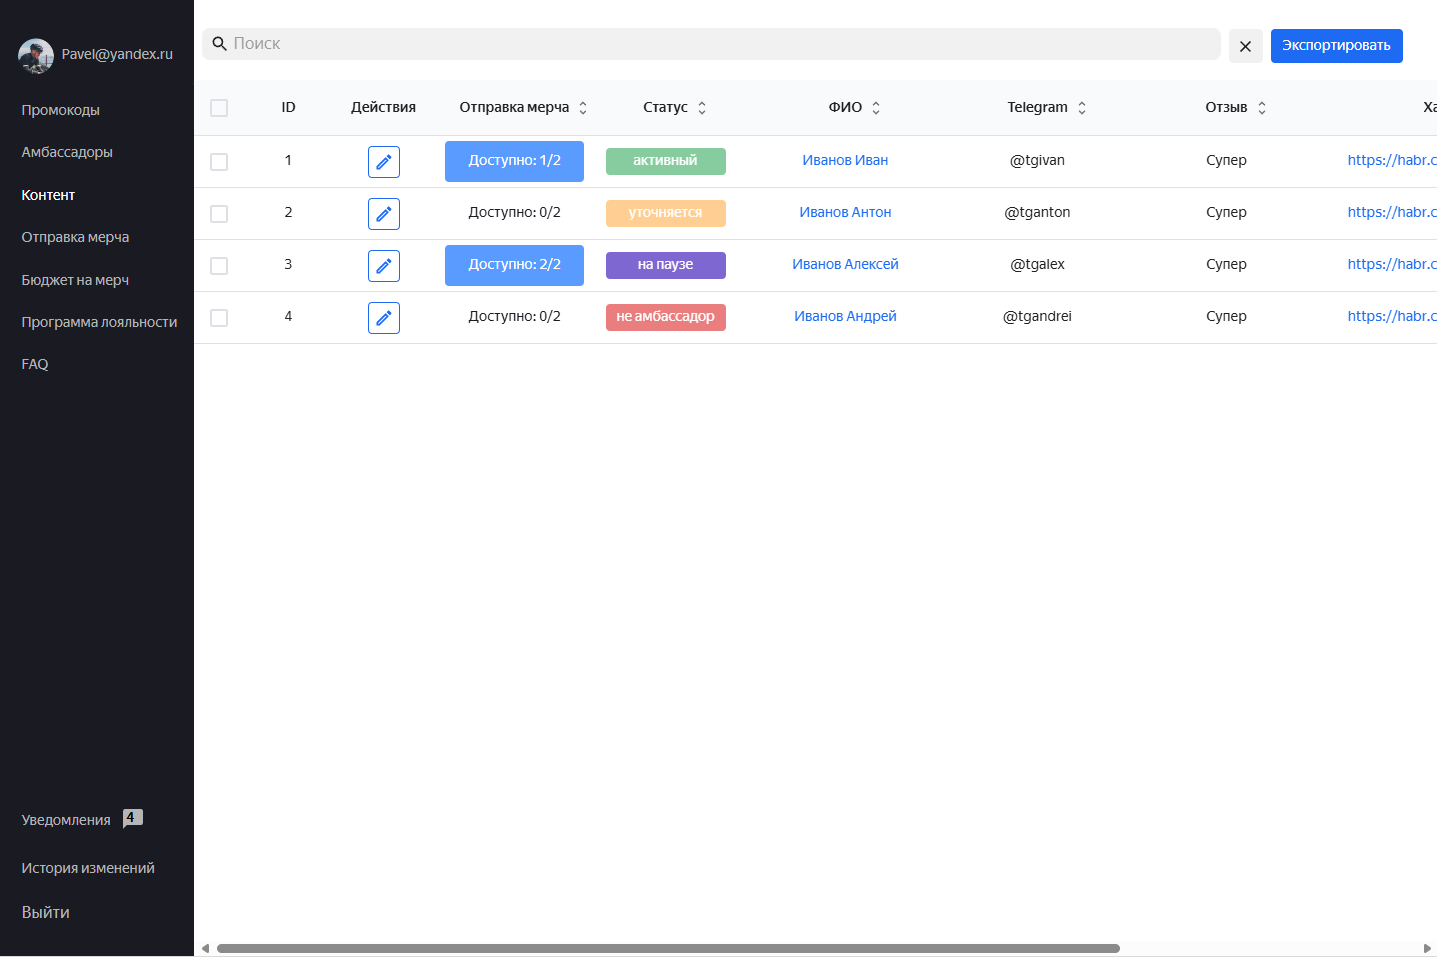 Pavel@yandex.ru
Промокоды
Амбассадоры
Контент
Отправка мерча
Бюджет на мерч
Программа лояльности
FAQ
Уведомления 4
История изменений
Выйти
Поиск
Экспортировать
ID Действия Отправка мерча Статус ФИО Telegram Отзыв Ха
1 Доступно: 1/2 активный Иванов Иван @tgivan Супер https://habr.c
2 Доступно: 0/2 уточняется Иванов Антон @tganton Супер https://habr.c
3 Доступно: 2/2 на паузе Иванов Алексей @tgalex Супер https://habr.c
4 Доступно: 0/2 не амбассадор Иванов Андрей @tgandrei Супер https://habr.c